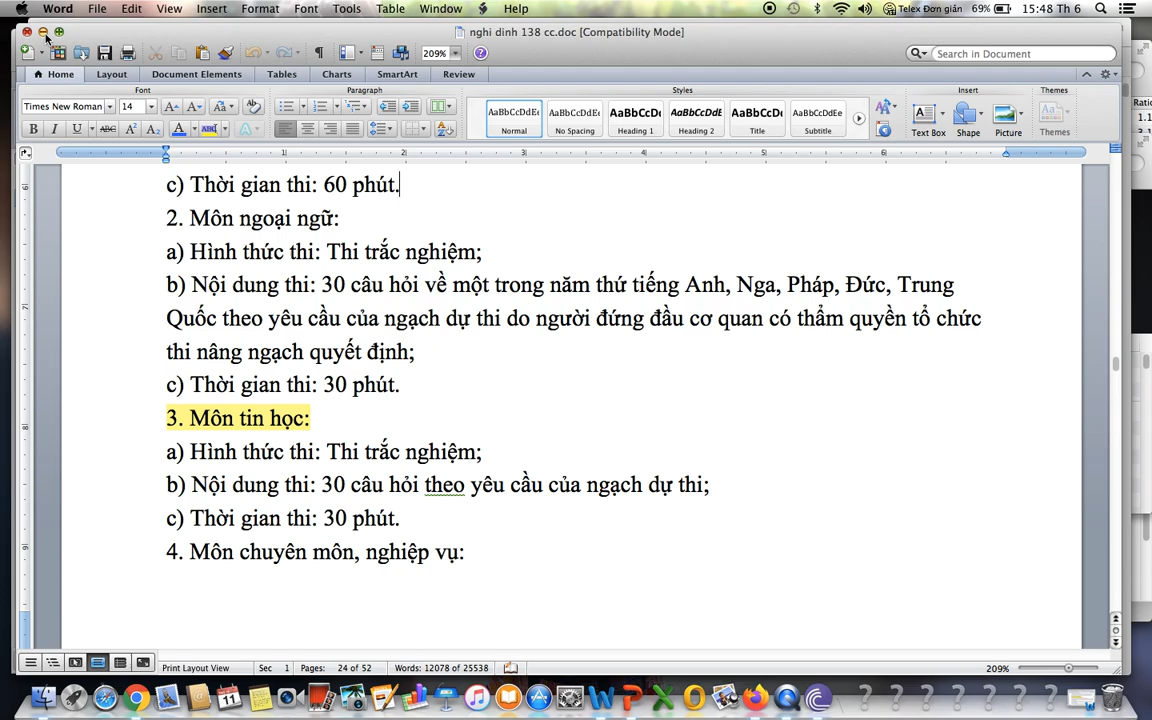 Word File Edit View Insert Format Font Tools Table Window Help Telex Đơn giản 69% 15:48 Th 6
nghi dinh 138 cc.doc [Compatibility Mode]
209% Search in Document
Home Layout Document Elements Tables Charts SmartArt Review
Font Paragraph Styles Insert Themes
Times New Roman 14 Aa
AaBbCcDdEe AaBbCcDdEe AaBbCcDc AaBbCcDdEe AaBbCcDc AaBbCcDdEe
B I U ABC A2 A2 A ABC A
Normal No Spacing Heading 1 Heading 2 Title Subtitle Text Box Shape Picture Themes
Ratio
1.1
c) Thời gian thi: 60 phút.
2. Môn ngoại ngữ:
a) Hình thức thi: Thi trắc nghiệm;
b) Nội dung thi: 30 câu hỏi về một trong năm thứ tiếng Anh, Nga, Pháp, Đức, Trung
Quốc theo yêu cầu của ngạch dự thi do người đứng đầu cơ quan có thẩm quyền tổ chức
thi nâng ngạch quyết định;
c) Thời gian thi: 30 phút.
3. Môn tin học:
a) Hình thức thi: Thi trắc nghiệm;
b) Nội dung thi: 30 câu hỏi theo yêu cầu của ngạch dự thi;
c) Thời gian thi: 30 phút.
4. Môn chuyên môn, nghiệp vụ:
Print Layout View Sec 1 Pages: 24 of 52 Words: 12078 of 25538 209%